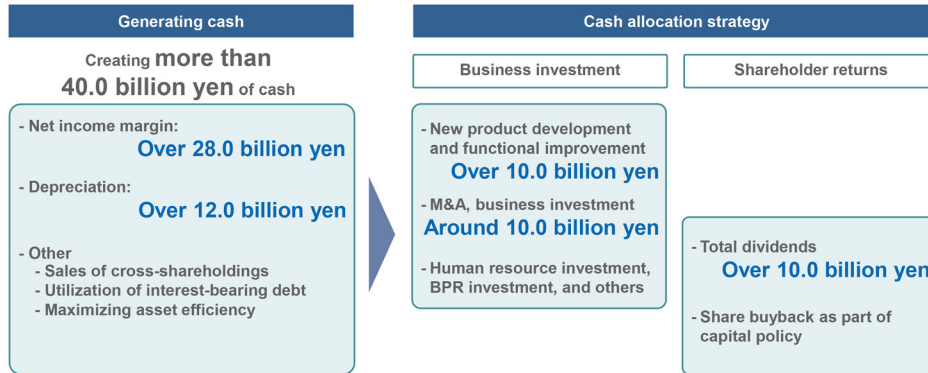 Generating cash
Creating more than
40.0 billion yen of cash
- Net income margin:
Over 28.0 billion yen
- Depreciation:
Over 12.0 billion yen
- Other
- Sales of cross-shareholdings
- Utilization of interest-bearing debt
- Maximizing asset efficiency
Cash allocation strategy
Business investment
- New product development
and functional improvement
Over 10.0 billion yen
- M&A, business investment
Around 10.0 billion yen
- Human resource investment,
BPR investment, and others
Shareholder returns
- Total dividends
Over 10.0 billion yen
- Share buyback as part of
capital policy